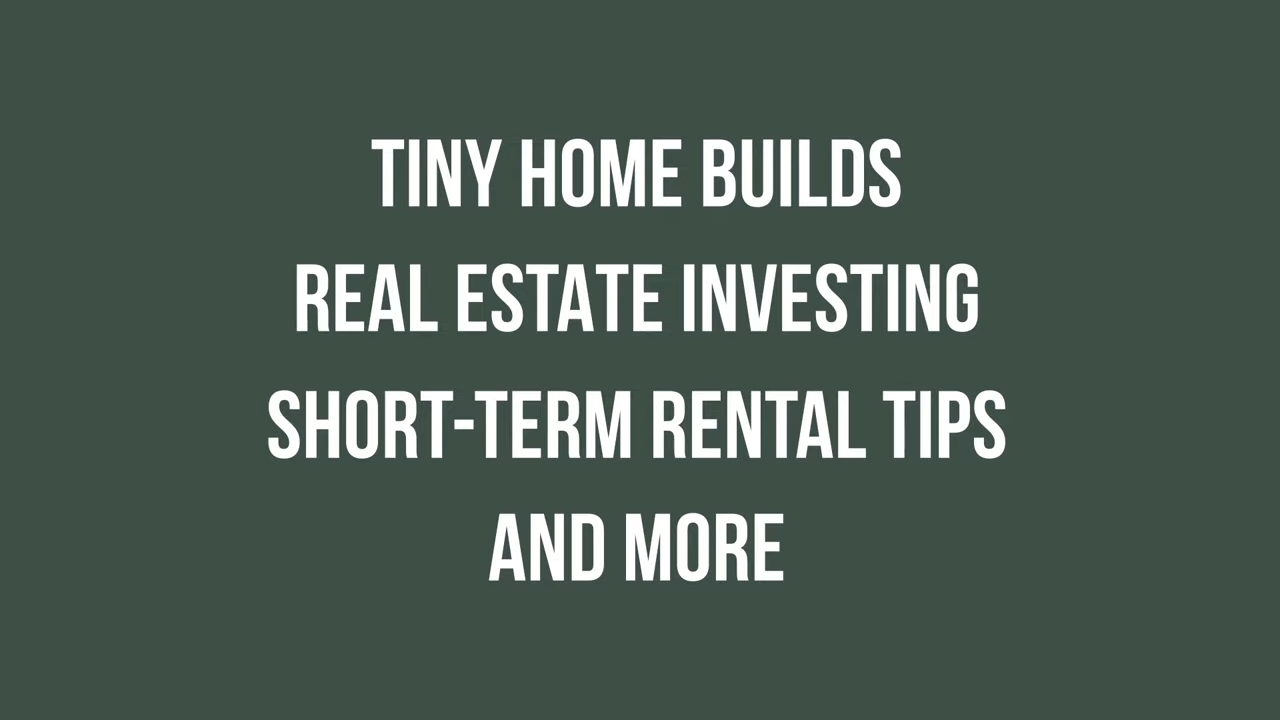 TINY HOME BUILDS
REAL ESTATE INVESTING
SHORT-TERM RENTAL TIPS
AND MORE